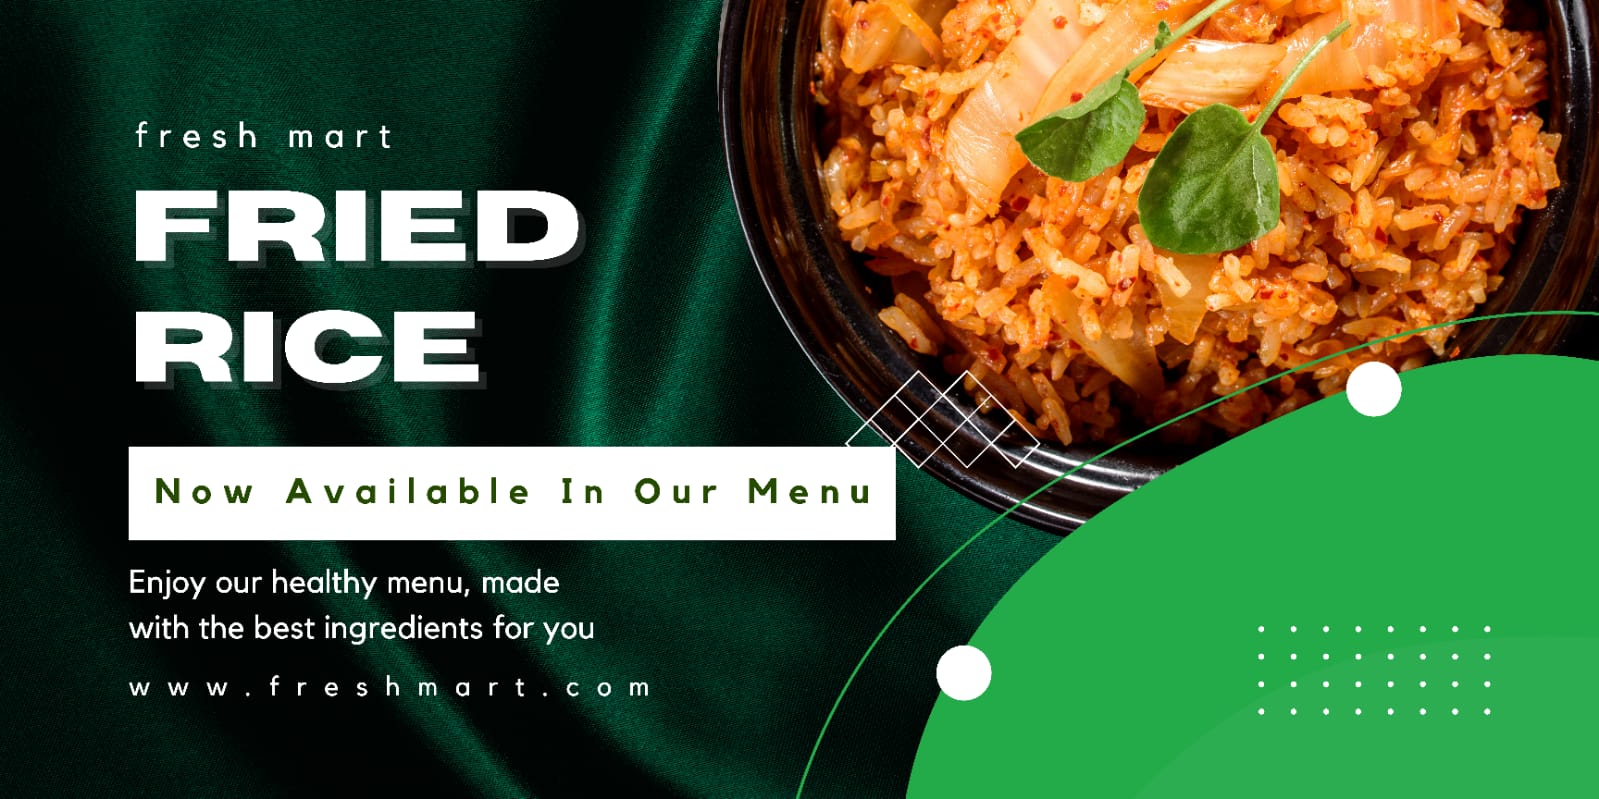 fresh mart
FRIED
RICE
Now Available In Our Menu
Enjoy our healthy menu, made
with the best ingredients for you
www.freshmart.com